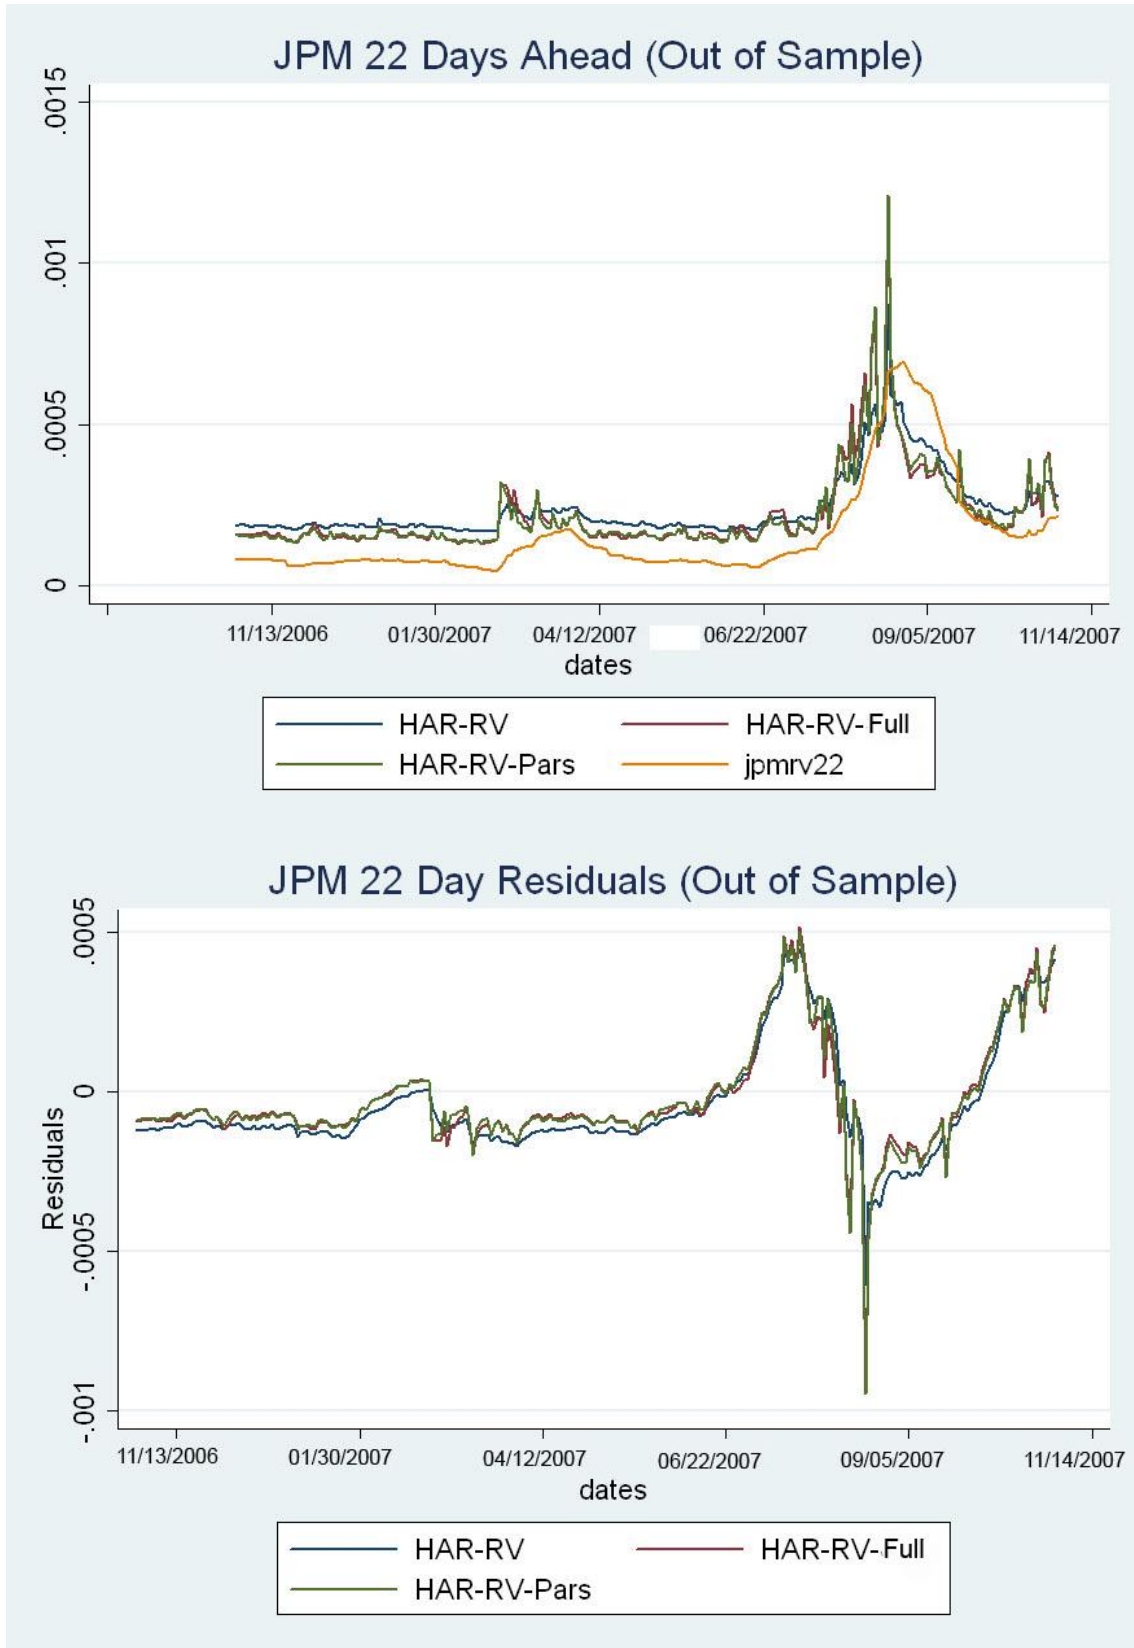 JPM 22 Days Ahead (Out of Sample)
.0015
.001
.0005
0
11/13/2006 01/30/2007 04/12/2007 06/22/2007 09/05/2007 11/14/2007
dates
HAR-RV HAR-RV-Full
HAR-RV-Pars jpmrv22
JPM 22 Day Residuals (Out of Sample)
Residuals
.0005
0
-.0005
-.001
11/13/2006 01/30/2007 04/12/2007 06/22/2007 09/05/2007 11/14/2007
dates
HAR-RV HAR-RV-Full
HAR-RV-Pars